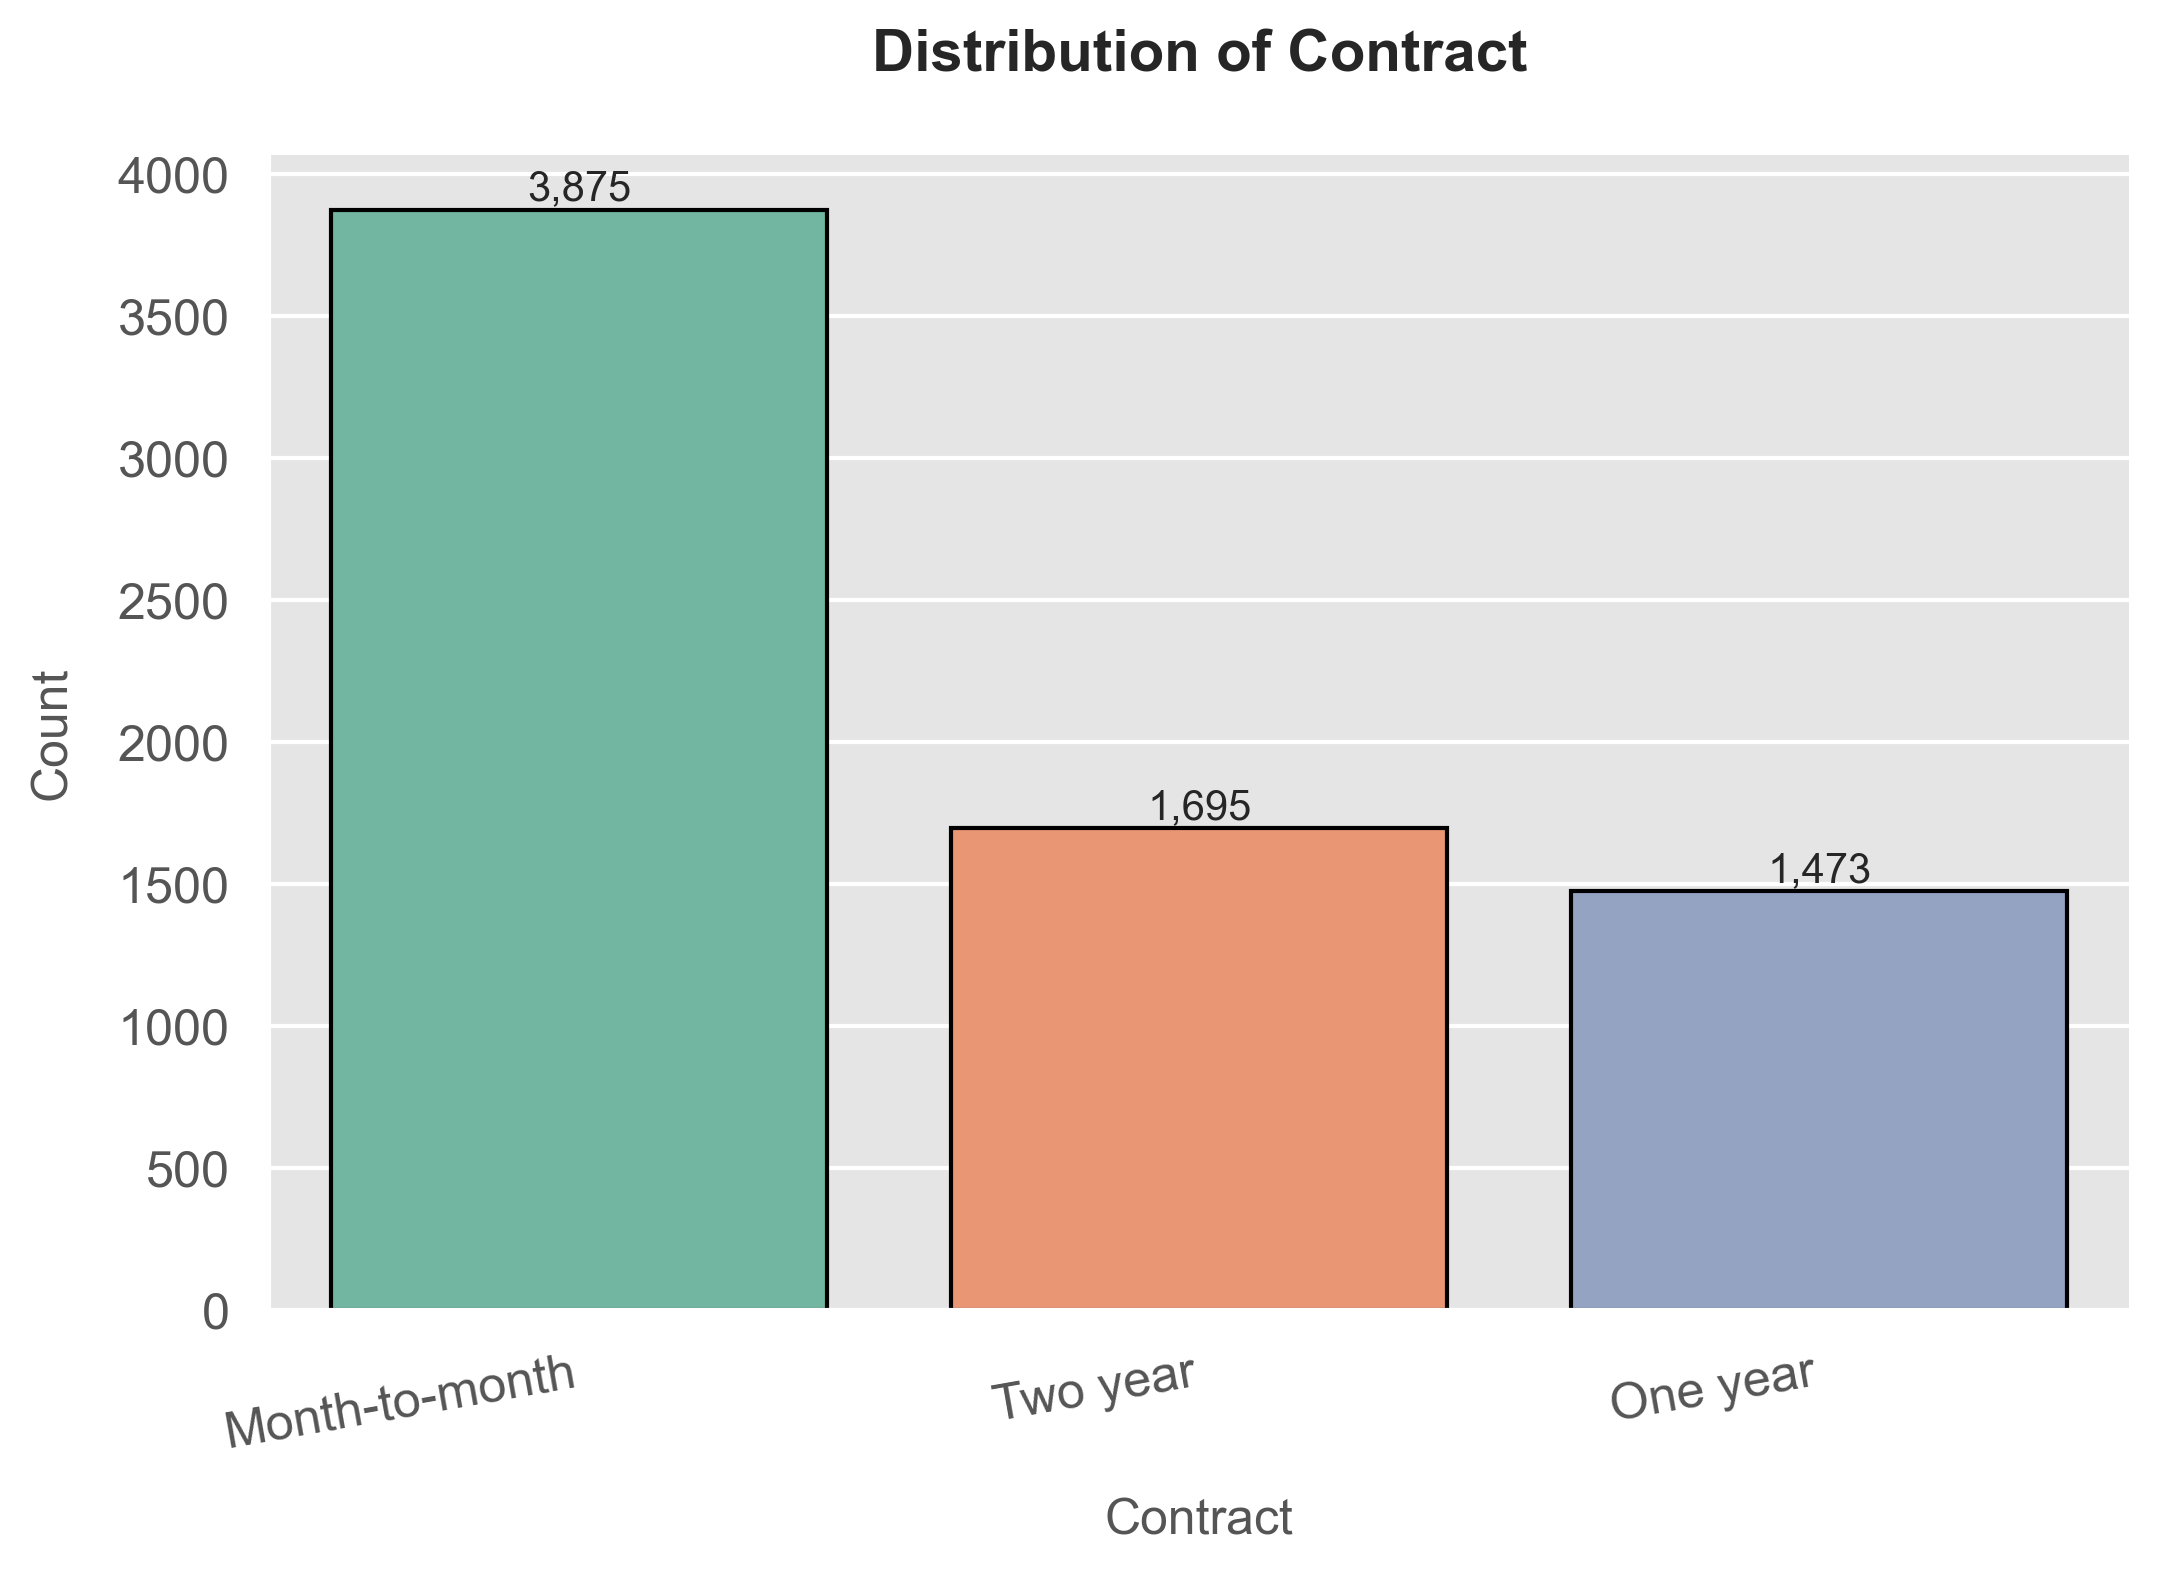 Distribution of Contract
4000
3,875
3500
3000
2500
2000
1,695
1500
1,473
1000
500
0
Count
Month-to-month
Two year
One year
Contract